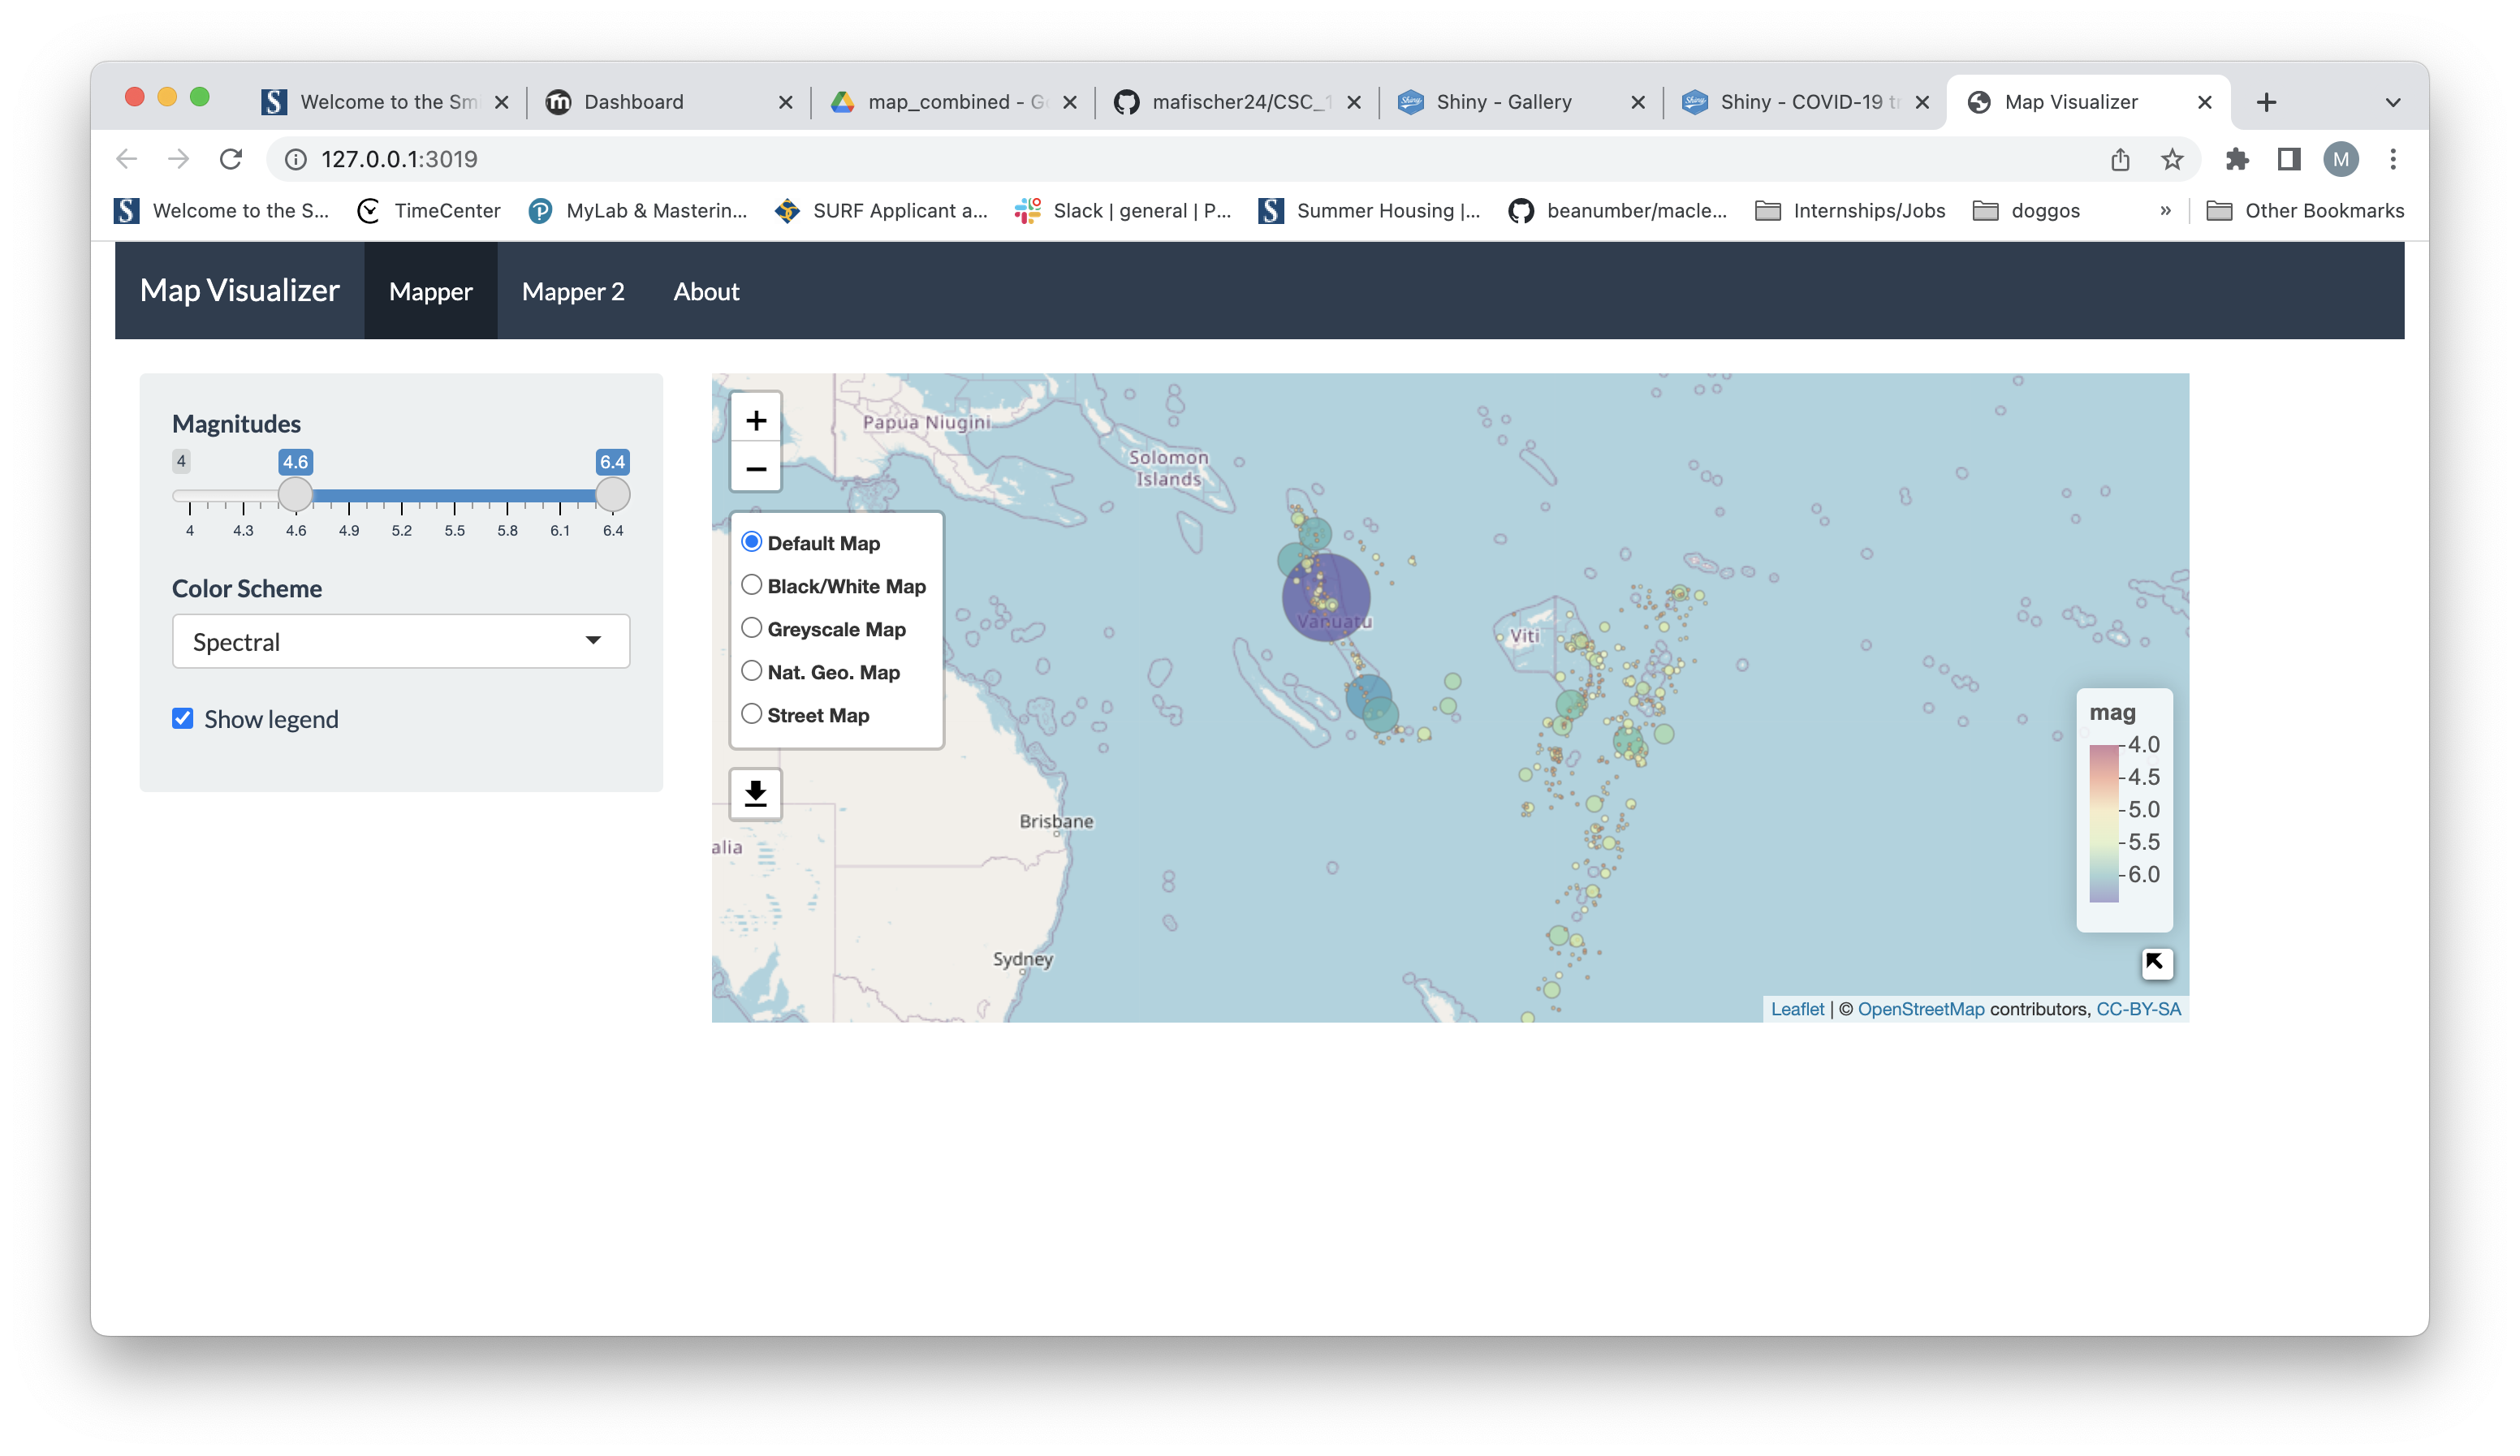 Welcome to the Sm
Dashboard
map_combined - G
mafischer24/CSC_1
Shiny - Gallery
Shiny - COVID-19 t
Map Visualizer
127.0.0.1:3019
M
Welcome to the S...
TimeCenter
MyLab & Masterin...
SURF Applicant a...
Slack | general | P...
Summer Housing |...
beanumber/macle...
Internships/Jobs
doggos
»
Other Bookmarks
Map Visualizer
Mapper
Mapper 2
About
Magnitudes
4
4.6
6.4
4 4.3 4.6 4.9 5.2 5.5 5.8 6.1 6.4
Color Scheme
Spectral
Show legend
+
−
Default Map
Black/White Map
Greyscale Map
Nat. Geo. Map
Street Map
Papua Niugini
Solomon
Islands
Vanuatu
Viti
Brisbane
alia
Sydney
mag
4.0
4.5
5.0
5.5
6.0
Leaflet | © OpenStreetMap contributors, CC-BY-SA